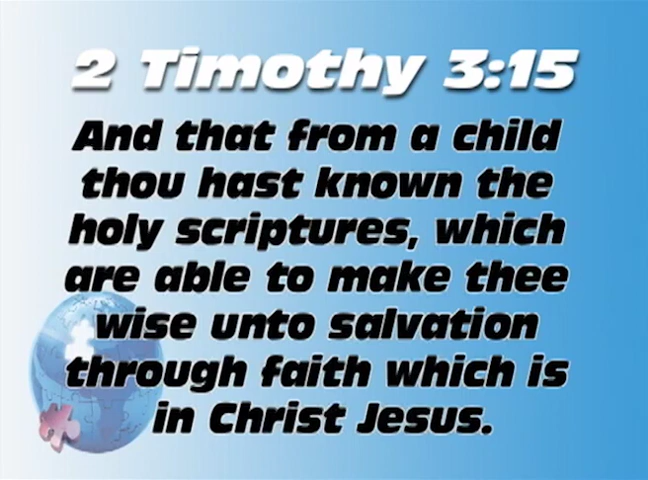 2 Timothy 3:15
And that from a child
thou hast known the
holy scriptures, which
are able to make thee
wise unto salvation
through faith which is
in Christ Jesus.